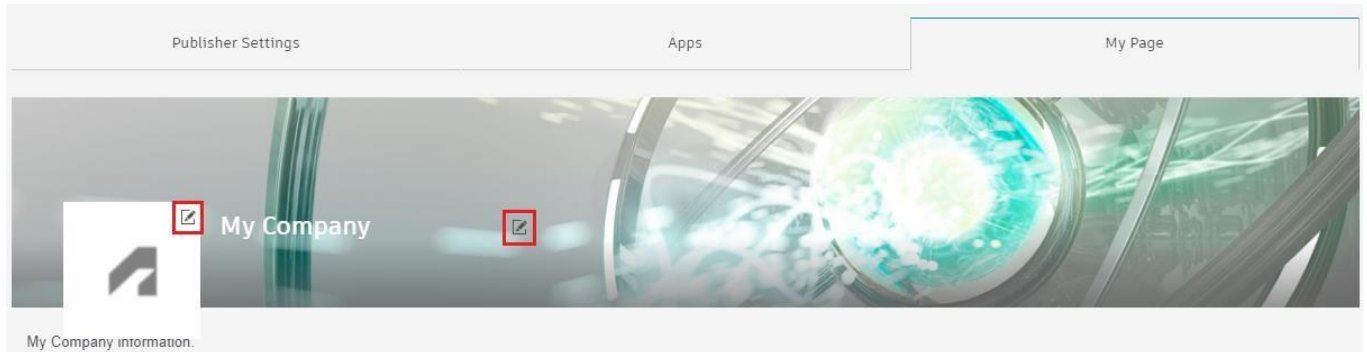 Publisher Settings
Apps
My Page
My Company
My Company information.